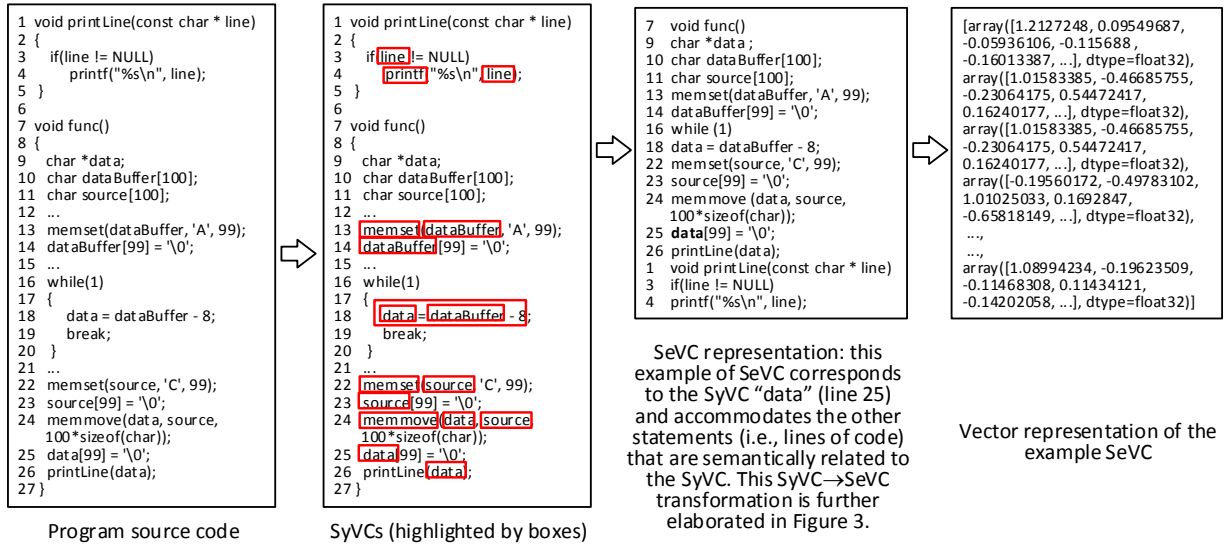 1 void printLine(const char * line)
2 {
3 if(line != NULL)
4 printf("%s\n", line);
5 }
6
7 void func()
8 {
9 char *data;
10 char dataBuffer[100];
11 char source[100];
12 ...
13 memset(dataBuffer, 'A', 99);
14 dataBuffer[99] = '\0';
15 ...
16 while(1)
17 {
18 data = dataBuffer - 8;
19 break;
20 }
21 ...
22 memset(source, 'C', 99);
23 source[99] = '\0';
24 memmove(data, source,
100*sizeof(char));
25 data[99] = '\0';
26 printLine(data);
27 }
Program source code
1 void printLine(const char * line)
2 {
3 if(line != NULL)
4 printf("%s\n", line);
5 }
6
7 void func()
8 {
9 char *data;
10 char dataBuffer[100];
11 char source[100];
12 ...
13 memset(dataBuffer, 'A', 99);
14 dataBuffer[99] = '\0';
15 ...
16 while(1)
17 {
18 data = dataBuffer - 8;
19 break;
20 }
21 ...
22 memset(source, 'C', 99);
23 source[99] = '\0';
24 memmove(data, source,
100*sizeof(char));
25 data[99] = '\0';
26 printLine(data);
27 }
SyVCs (highlighted by boxes)
7 void func()
9 char *data ;
10 char dataBuffer[100];
11 char source[100];
13 memset(dataBuffer, 'A', 99);
14 dataBuffer[99] = '\0';
16 while (1)
18 data = dataBuffer - 8;
22 memset(source, 'C', 99);
23 source[99] = '\0';
24 memmove (data, source,
100*sizeof(char));
25 data[99] = '\0';
26 printLine(data);
1 void printLine(const char * line)
3 if(line != NULL)
4 printf("%s\n", line);
SeVC representation: this
example of SeVC corresponds
to the SyVC “data” (line 25)
and accommodates the other
statements (i.e., lines of code)
that are semantically related to
the SyVC. This SyVC→SeVC
transformation is further
elaborated in Figure 3.
[array([1.2127248, 0.09549687,
-0.05936106, -0.115688 ,
-0.16013387, ...], dtype=float32),
array([1.01583385, -0.46685755,
-0.23064175, 0.54472417,
0.16240177, ...], dtype=float32),
array([1.01583385, -0.46685755,
-0.23064175, 0.54472417,
0.16240177, ...], dtype=float32),
array([-0.19560172, -0.49783102,
1.01025033, 0.1692847,
-0.65818149, ...], dtype=float32),
...,
...,
array([1.08994234, -0.19623509,
-0.11468308, 0.11434121,
-0.14202058, ...], dtype=float32)]
Vector representation of the
example SeVC